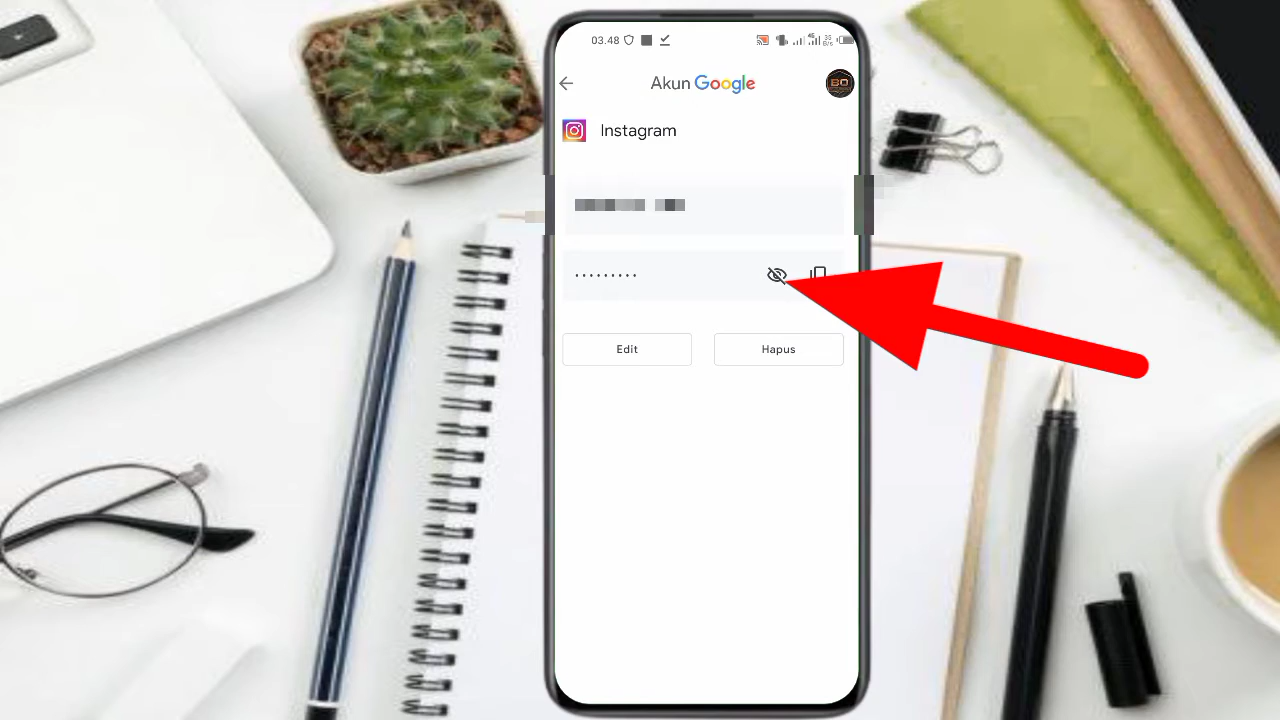 03.48
Akun Google
Instagram
•••••••••
Edit
Hapus